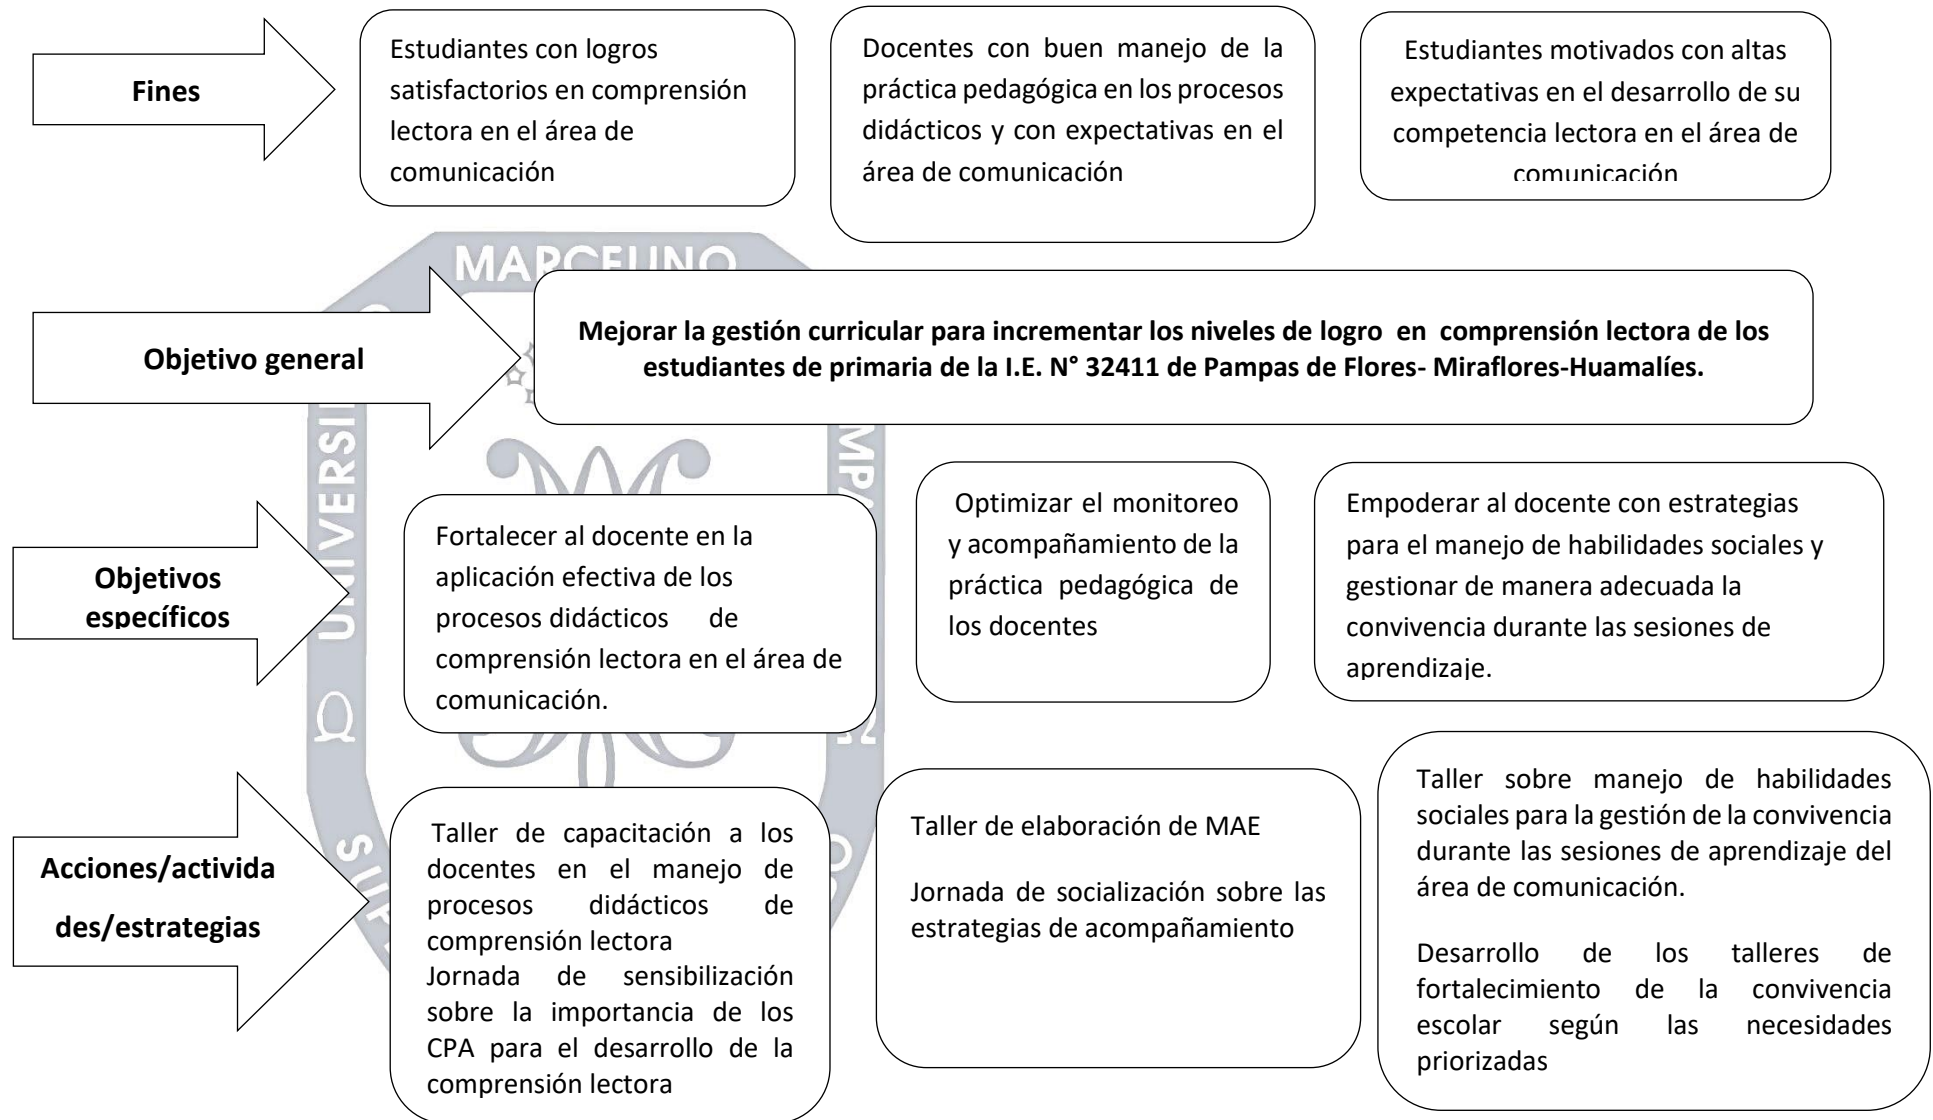 Fines
Estudiantes con logros
satisfactorios en comprensión
lectora en el área de
comunicación
Docentes con buen manejo de la
práctica pedagógica en los procesos
didácticos y con expectativas en el
área de comunicación
Estudiantes motivados con altas
expectativas en el desarrollo de su
competencia lectora en el área de
comunicación
MARCELINO
Objetivo general
Mejorar la gestión curricular para incrementar los niveles de logro en comprensión lectora de los
estudiantes de primaria de la I.E. N° 32411 de Pampas de Flores- Miraflores-Huamalíes.
Objetivos
específicos
Fortalecer al docente en la
aplicación efectiva de los
procesos didácticos de
comprensión lectora en el área de
comunicación.
Optimizar el monitoreo
y acompañamiento de la
práctica pedagógica de
los docentes
Empoderar al docente con estrategias
para el manejo de habilidades sociales y
gestionar de manera adecuada la
convivencia durante las sesiones de
aprendizaje.
Acciones/activida
des/estrategias
Taller de capacitación a los
docentes en el manejo de
procesos didácticos de
comprensión lectora
Jornada de sensibilización
sobre la importancia de los
CPA para el desarrollo de la
comprensión lectora
Taller de elaboración de MAE
Jornada de socialización sobre las
estrategias de acompañamiento
Taller sobre manejo de habilidades
sociales para la gestión de la convivencia
durante las sesiones de aprendizaje del
área de comunicación.
Desarrollo de los talleres de
fortalecimiento de la convivencia
escolar según las necesidades
priorizadas